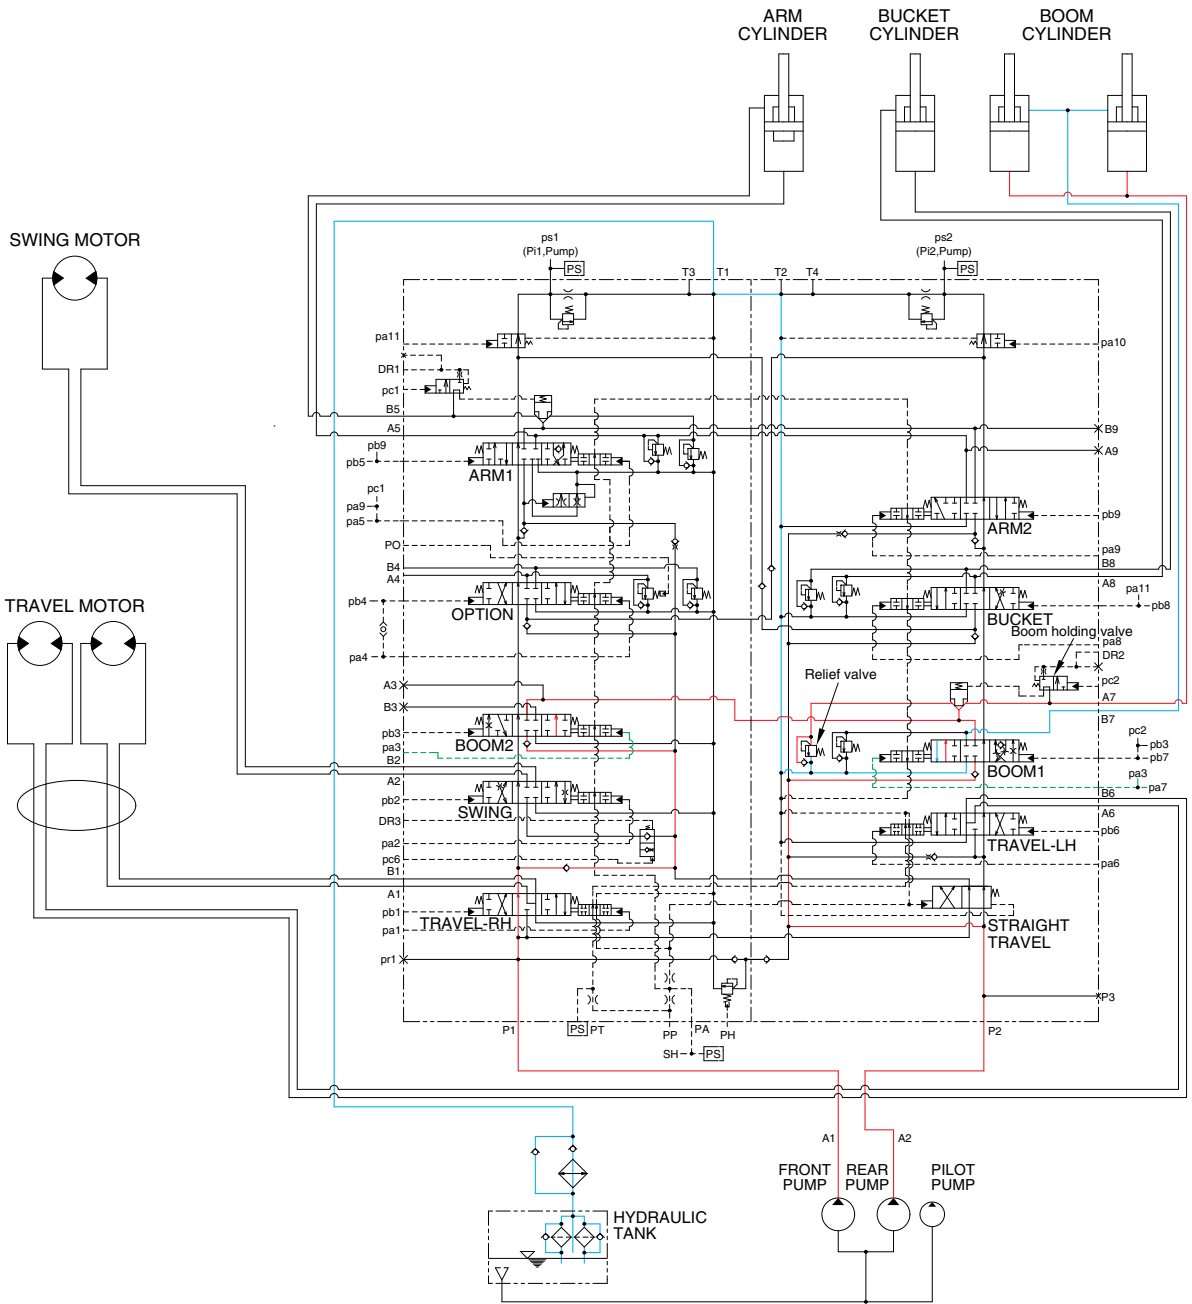 ARM
CYLINDER
BUCKET
CYLINDER
BOOM
CYLINDER
SWING MOTOR
ps1
(Pi1,Pump)
PS
T3
T1
T2
T4
ps2
(Pi2,Pump)
PS
pa11
pa10
DR1
pc1
B5
A5
B9
pb9
A9
pb5
ARM1
pc1
pa9
pa5
pb9
ARM2
PO
pa9
B4
B8
A4
A8
pa11
pb4
OPTION
BUCKET
pb8
Boom holding valve
pa8
pa4
DR2
Relief valve
pc2
A3
A7
B3
B7
pc2
pb3
BOOM2
pb3
pa3
pb7
B2
BOOM1
pa3
pa7
A2
B6
pb2
SWING
A6
DR3
pb6
pa2
TRAVEL-LH
pc6
pa6
B1
A1
pb1
TRAVEL-RH
pa1
STRAIGHT
TRAVEL
pr1
P3
P1
PS
PT
PP
PA
PH
P2
SH
PS
TRAVEL MOTOR
A1
A2
FRONT
PUMP
REAR
PUMP
PILOT
PUMP
HYDRAULIC
TANK